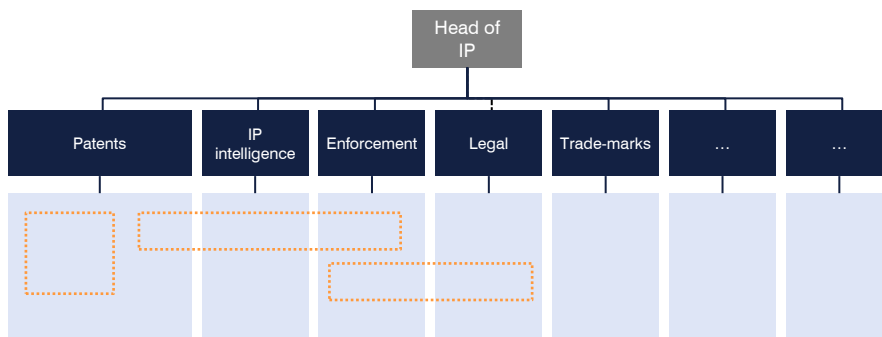 Head of
IP
Patents
IP
intelligence
Enforcement
Legal
Trade-marks
...
...